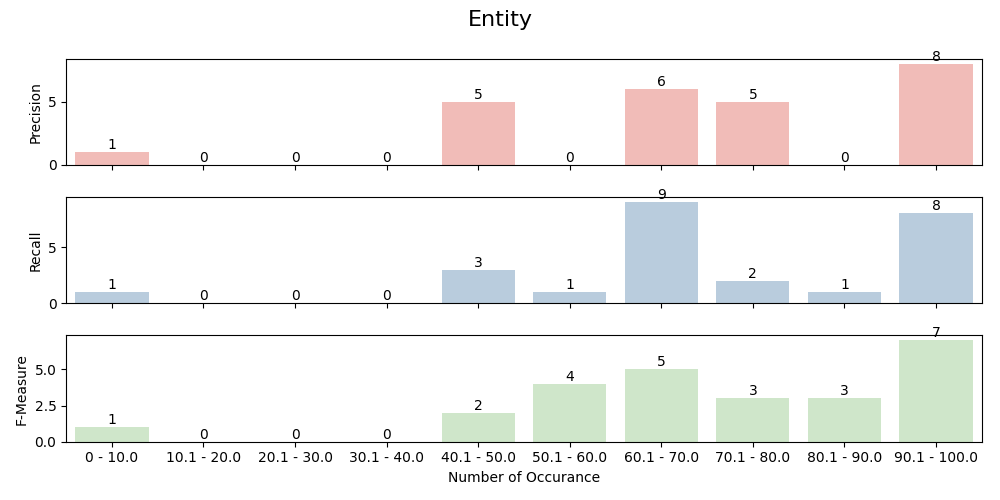 Entity
Precision
5
0
1 0 0 0 5 0 6 5 0 8
Recall
5
0
1 0 0 0 3 1 9 2 1 8
F-Measure
5.0
2.5
0.0
1 0 0 0 2 4 5 3 3 7
0 - 10.0 10.1 - 20.0 20.1 - 30.0 30.1 - 40.0 40.1 - 50.0 50.1 - 60.0 60.1 - 70.0 70.1 - 80.0 80.1 - 90.0 90.1 - 100.0
Number of Occurance